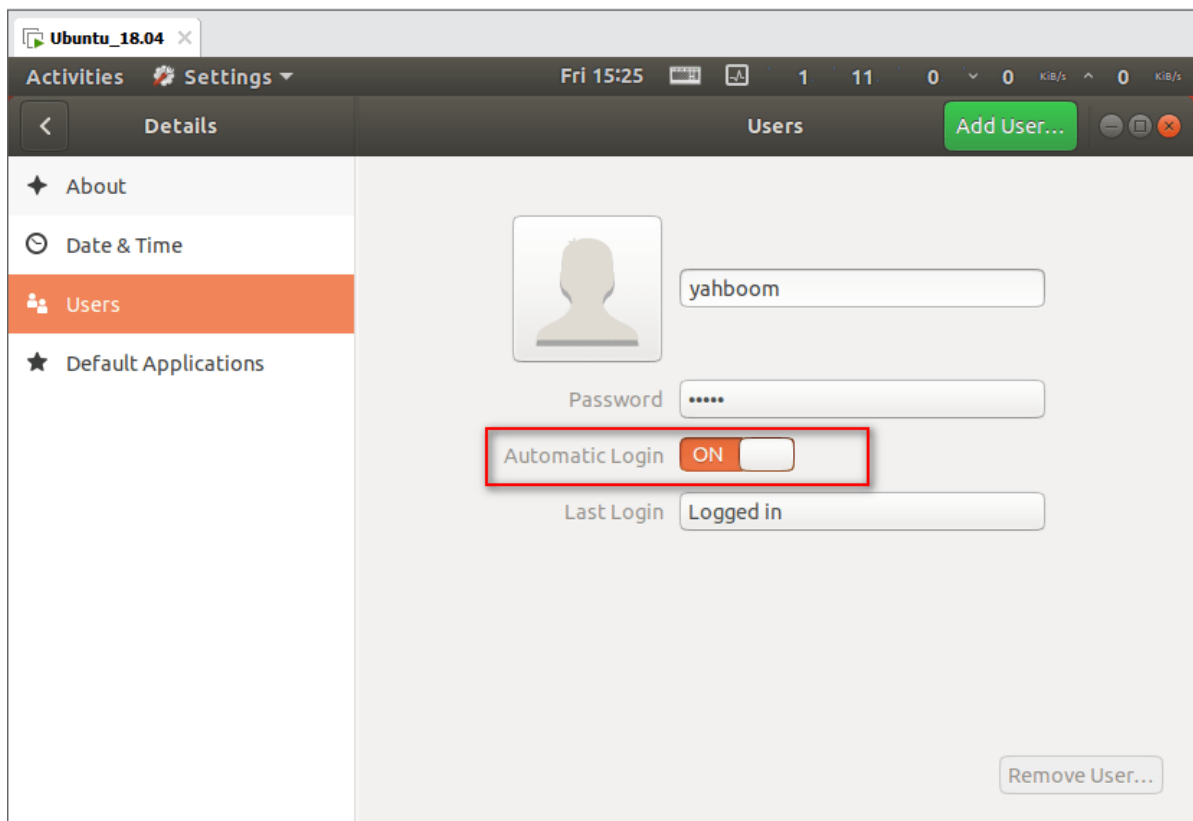 Ubuntu_18.04
Activities Settings Fri 15:25 1 11 0 0 KiB/s 0 KiB/s
Details Users Add User...
About
Date & Time
Users
Default Applications
yahboom
Password •••••
Automatic Login ON
Last Login Logged in
Remove User...